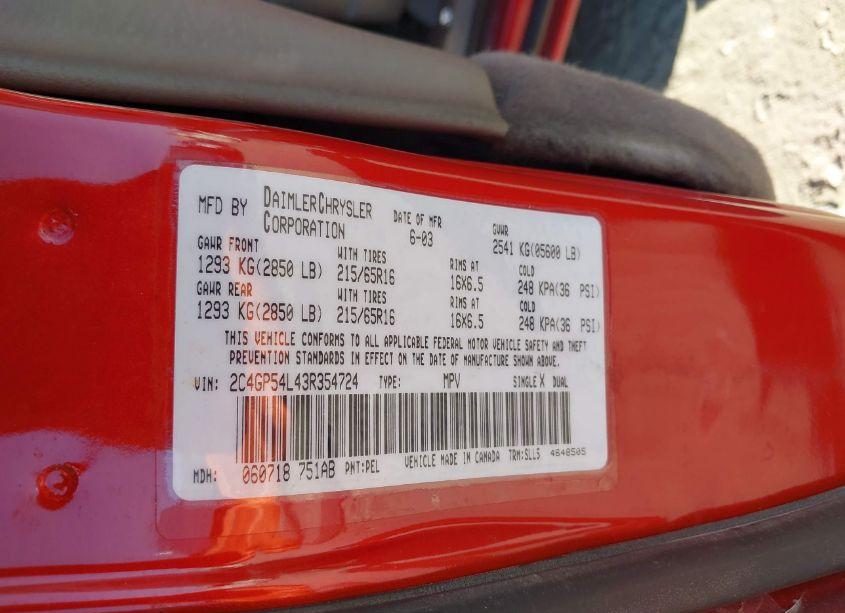 MFD BY DAIMLERCHRYSLER CORPORATION DATE OF MFR 6-03 GVWR 2541 KG(05600 LB)
GAWR FRONT WITH TIRES RIMS AT COLD
1293 KG(2850 LB) 215/65R16 16X6.5 248 KPA(36 PSI)
GAWR REAR WITH TIRES RIMS AT COLD
1293 KG(2850 LB) 215/65R16 16X6.5 248 KPA(36 PSI)
THIS VEHICLE CONFORMS TO ALL APPLICABLE FEDERAL MOTOR VEHICLE SAFETY AND THEFT
PREVENTION STANDARDS IN EFFECT ON THE DATE OF MANUFACTURE SHOWN ABOVE.
VIN: 2C4GP54L43R354724 TYPE: MPV SINGLE X DUAL
MDH: 060718 751AB PNT:PEL VEHICLE MADE IN CANADA TRM:SLL5 4648505